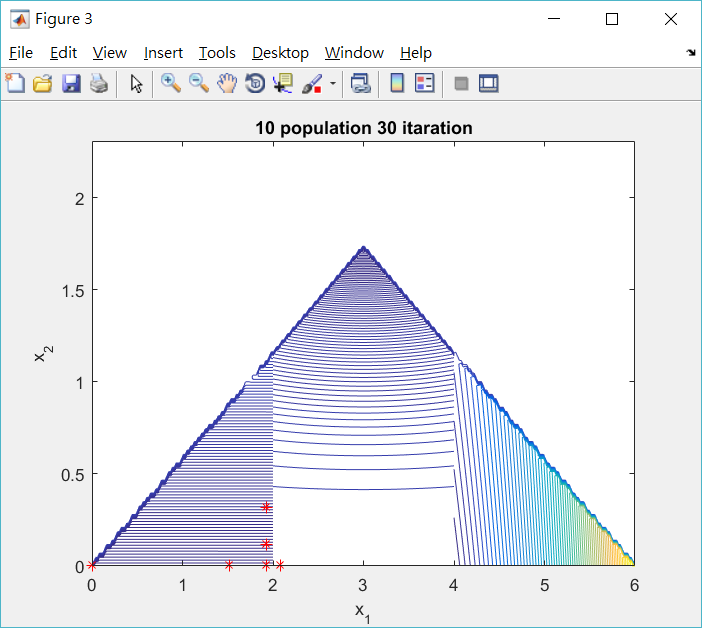 Figure 3
File Edit View Insert Tools Desktop Window Help
10 population 30 itaration
2
1.5
1
0.5
0
x2
0 1 2 3 4 5 6
x1